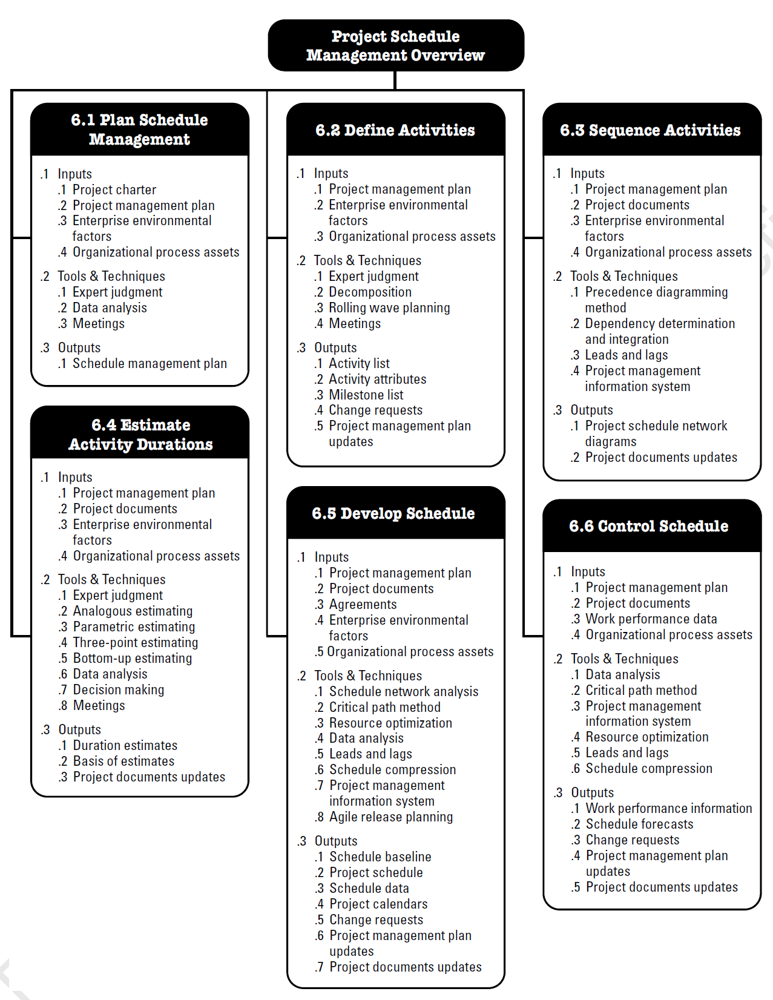 Project Schedule
Management Overview
6.1 Plan Schedule
Management
.1 Inputs
.1 Project charter
.2 Project management plan
.3 Enterprise environmental
factors
.4 Organizational process assets
.2 Tools & Techniques
.1 Expert judgment
.2 Data analysis
.3 Meetings
.3 Outputs
.1 Schedule management plan
6.2 Define Activities
.1 Inputs
.1 Project management plan
.2 Enterprise environmental
factors
.3 Organizational process assets
.2 Tools & Techniques
.1 Expert judgment
.2 Decomposition
.3 Rolling wave planning
.4 Meetings
.3 Outputs
.1 Activity list
.2 Activity attributes
.3 Milestone list
.4 Change requests
.5 Project management plan
updates
6.3 Sequence Activities
.1 Inputs
.1 Project management plan
.2 Project documents
.3 Enterprise environmental
factors
.4 Organizational process assets
.2 Tools & Techniques
.1 Precedence diagramming
method
.2 Dependency determination
and integration
.3 Leads and lags
.4 Project management
information system
.3 Outputs
.1 Project schedule network
diagrams
.2 Project documents updates
6.4 Estimate
Activity Durations
.1 Inputs
.1 Project management plan
.2 Project documents
.3 Enterprise environmental
factors
.4 Organizational process assets
.2 Tools & Techniques
.1 Expert judgment
.2 Analogous estimating
.3 Parametric estimating
.4 Three-point estimating
.5 Bottom-up estimating
.6 Data analysis
.7 Decision making
.8 Meetings
.3 Outputs
.1 Duration estimates
.2 Basis of estimates
.3 Project documents updates
6.5 Develop Schedule
.1 Inputs
.1 Project management plan
.2 Project documents
.3 Agreements
.4 Enterprise environmental
factors
.5 Organizational process assets
.2 Tools & Techniques
.1 Schedule network analysis
.2 Critical path method
.3 Resource optimization
.4 Data analysis
.5 Leads and lags
.6 Schedule compression
.7 Project management
information system
.8 Agile release planning
.3 Outputs
.1 Schedule baseline
.2 Project schedule
.3 Schedule data
.4 Project calendars
.5 Change requests
.6 Project management plan
updates
.7 Project documents updates
6.6 Control Schedule
.1 Inputs
.1 Project management plan
.2 Project documents
.3 Work performance data
.4 Organizational process assets
.2 Tools & Techniques
.1 Data analysis
.2 Critical path method
.3 Project management
information system
.4 Resource optimization
.5 Leads and lags
.6 Schedule compression
.3 Outputs
.1 Work performance information
.2 Schedule forecasts
.3 Change requests
.4 Project management plan
updates
.5 Project documents updates